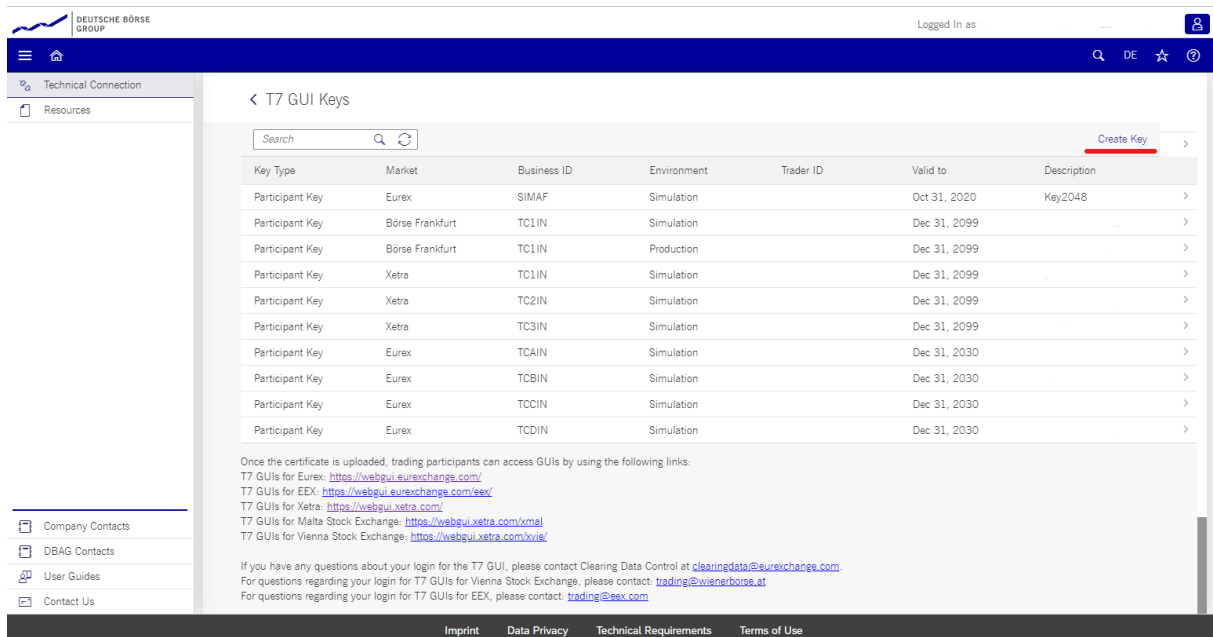 DEUTSCHE BÖRSE
GROUP
Logged In as
DE
Technical Connection
Resources
T7 GUI Keys
Search
Create Key
Key Type Market Business ID Environment Trader ID Valid to Description
Participant Key Eurex SIMAF Simulation Oct 31, 2020 Key2048
Participant Key Börse Frankfurt TC1IN Simulation Dec 31, 2099
Participant Key Börse Frankfurt TC1IN Production Dec 31, 2099
Participant Key Xetra TC1IN Simulation Dec 31, 2099
Participant Key Xetra TC2IN Simulation Dec 31, 2099
Participant Key Xetra TC3IN Simulation Dec 31, 2099
Participant Key Eurex TCAIN Simulation Dec 31, 2030
Participant Key Eurex TCBIN Simulation Dec 31, 2030
Participant Key Eurex TCCIN Simulation Dec 31, 2030
Participant Key Eurex TCDIN Simulation Dec 31, 2030
Once the certificate is uploaded, trading participants can access GUIs by using the following links:
T7 GUIs for Eurex: https://webgui.eurexchange.com/
T7 GUIs for EEX: https://webgui.eurexchange.com/eex/
T7 GUIs for Xetra: https://webgui.xetra.com/
T7 GUIs for Malta Stock Exchange: https://webgui.xetra.com/xmal
T7 GUIs for Vienna Stock Exchange: https://webgui.xetra.com/xvie/
If you have any questions about your login for the T7 GUI, please contact Clearing Data Control at clearingdata@eurexchange.com.
For questions regarding your login for T7 GUIs for Vienna Stock Exchange, please contact: trading@wienerborse.at
For questions regarding your login for T7 GUIs for EEX, please contact: trading@eex.com
Company Contacts
DBAG Contacts
User Guides
Contact Us
Imprint Data Privacy Technical Requirements Terms of Use